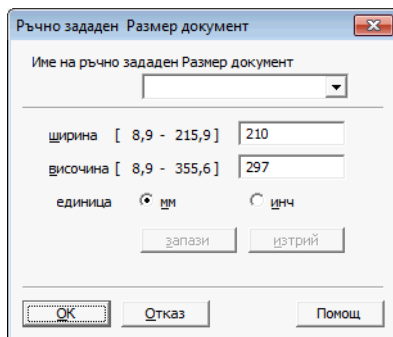 Ръчно зададен Размер документ
Име на ръчно зададен Размер документ
ширина [ 8,9 - 215,9 ] 210
височина [ 8,9 - 355,6 ] 297
единица мм инч
запази изтрий
OK Отказ Помощ